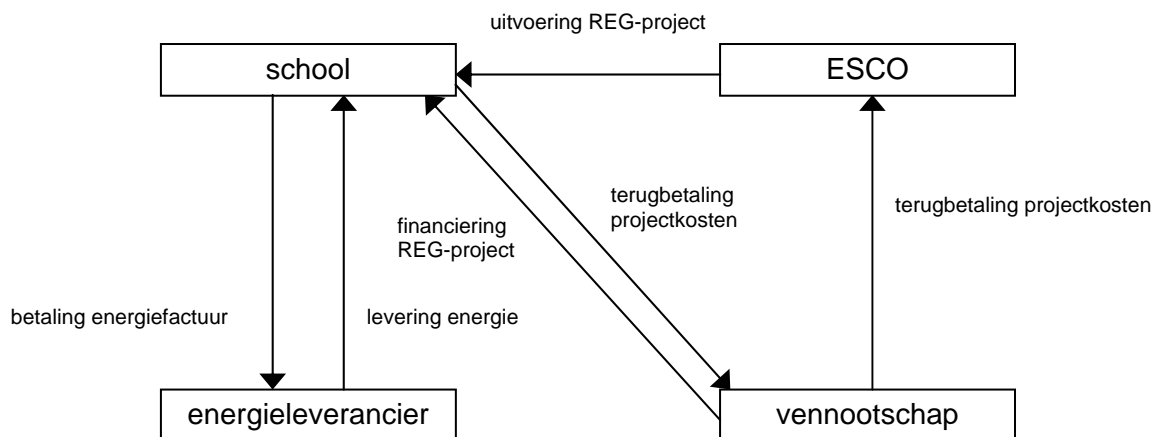 uitvoering REG-project
school
ESCO
terugbetaling
projectkosten
terugbetaling projectkosten
financiering
REG-project
betaling energiefactuur
levering energie
energieleverancier
vennootschap